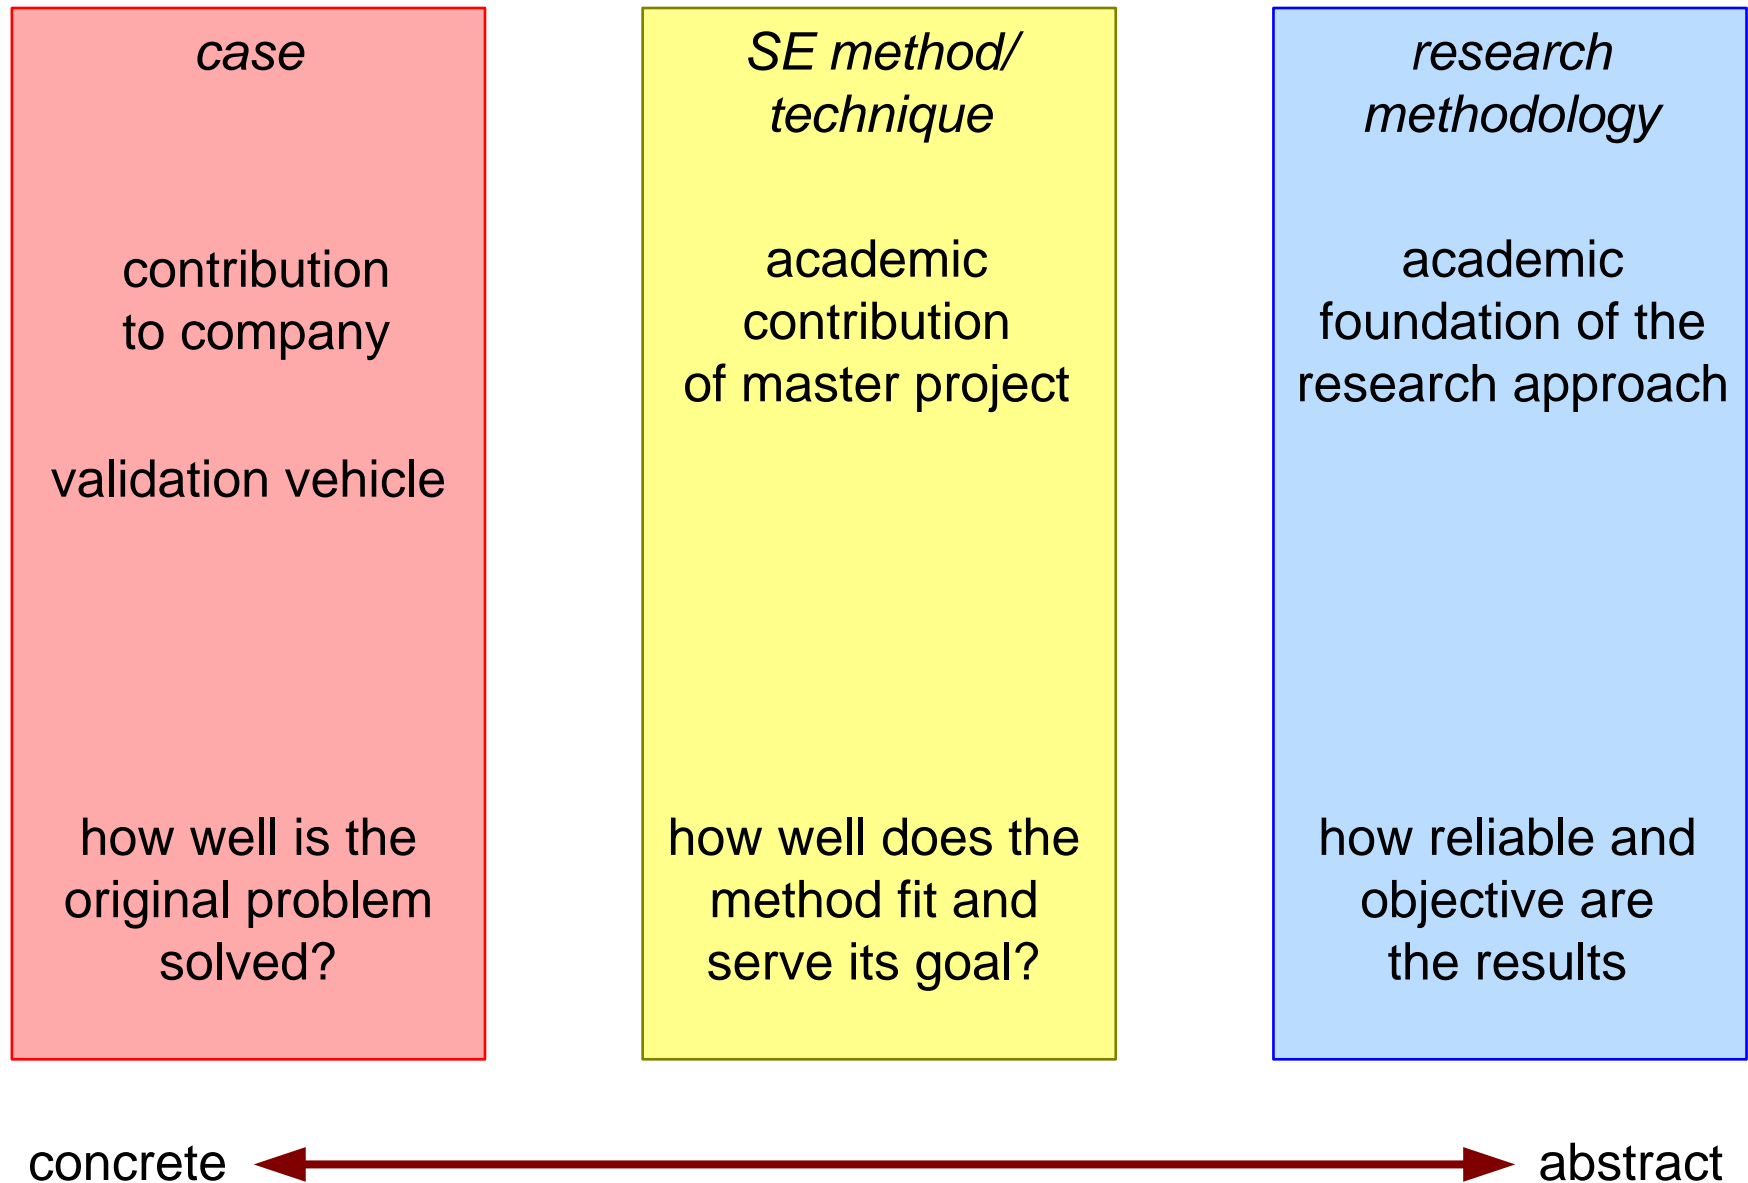 case
contribution
to company
validation vehicle
how well is the
original problem
solved?
SE method/
technique
academic
contribution
of master project
how well does the
method fit and
serve its goal?
research
methodology
academic
foundation of the
research approach
how reliable and
objective are
the results
concrete
abstract